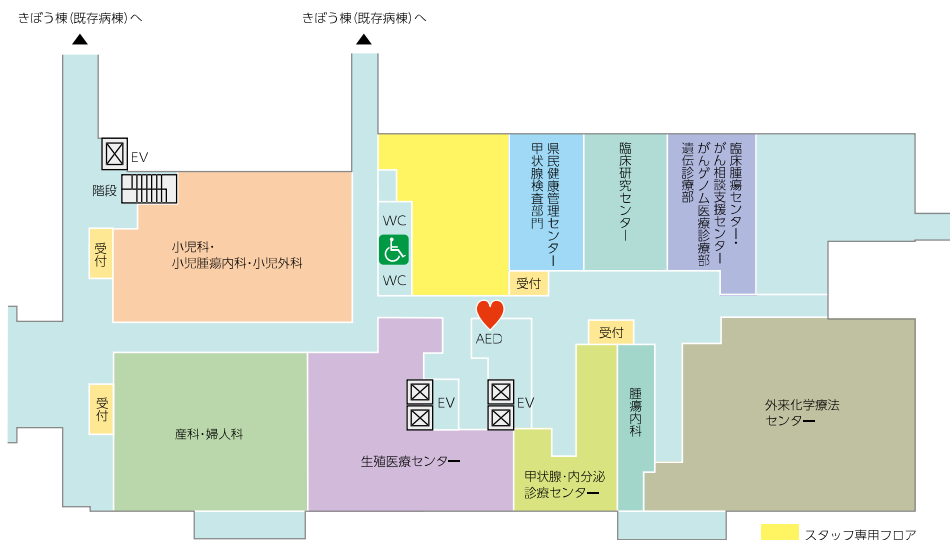 きぼう棟(既存病棟)へ
きぼう棟(既存病棟)へ
EV
階段
受付
小児科・
小児腫瘍内科・小児外科
WC
WC
県民健康管理センター
甲状腺検査部門
臨床研究センター
臨床腫瘍センター・
がん相談支援センター
がんゲノム医療診療部
遺伝診療部
受付
AED
受付
受付
産科・婦人科
EV
EV
生殖医療センター
甲状腺・内分泌
診療センター
腫瘍内科
外来化学療法
センター
スタッフ専用フロア